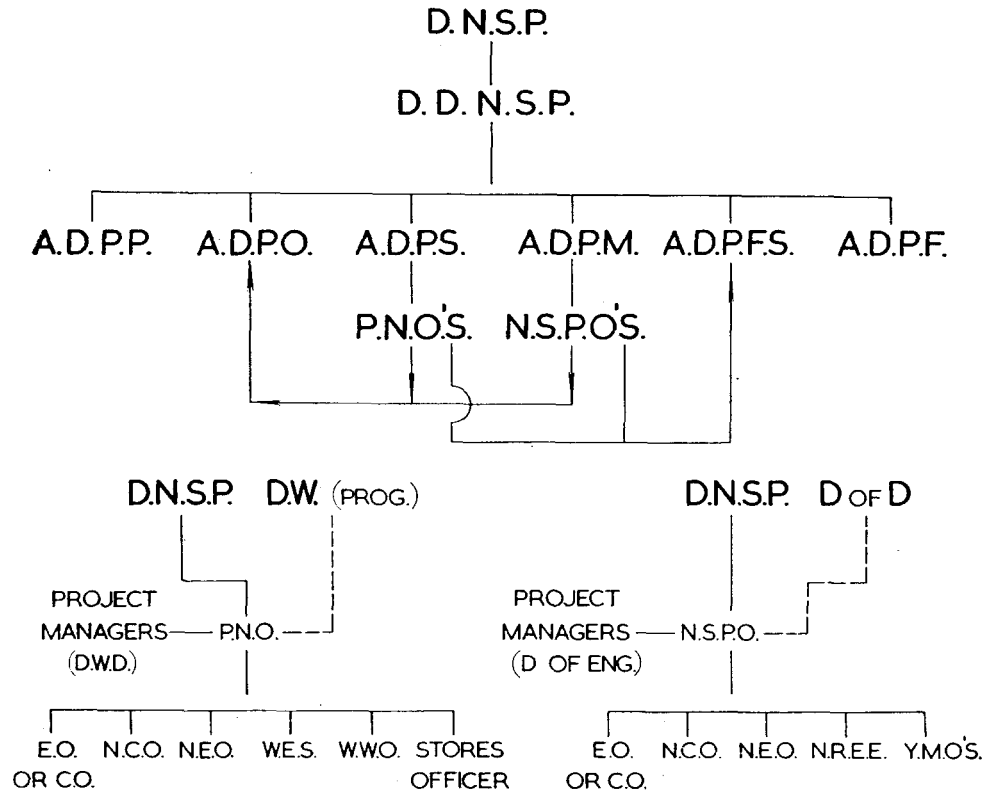 D.N.S.P.
D. D. N.S.P.
A.D.P.P. A.D.P.O. A.D.P.S. A.D.P.M. A.D.P.F.S. A.D.P.F.
P.N.O.'S. N.S.P.O'S.
D.N.S.P. D.W. (PROG.) D.N.S.P. D OF D
PROJECT
MANAGERS P.N.O.
(D.W.D.)
PROJECT
MANAGERS N.S.P.O.
(D OF ENG.)
E.O. N.C.O. N.E.O. W.E.S. W.W.O. STORES
OR C.O. OFFICER
E.O. N.C.O. N.E.O. N.R.E.E. Y.M.O'S.
OR C.O.